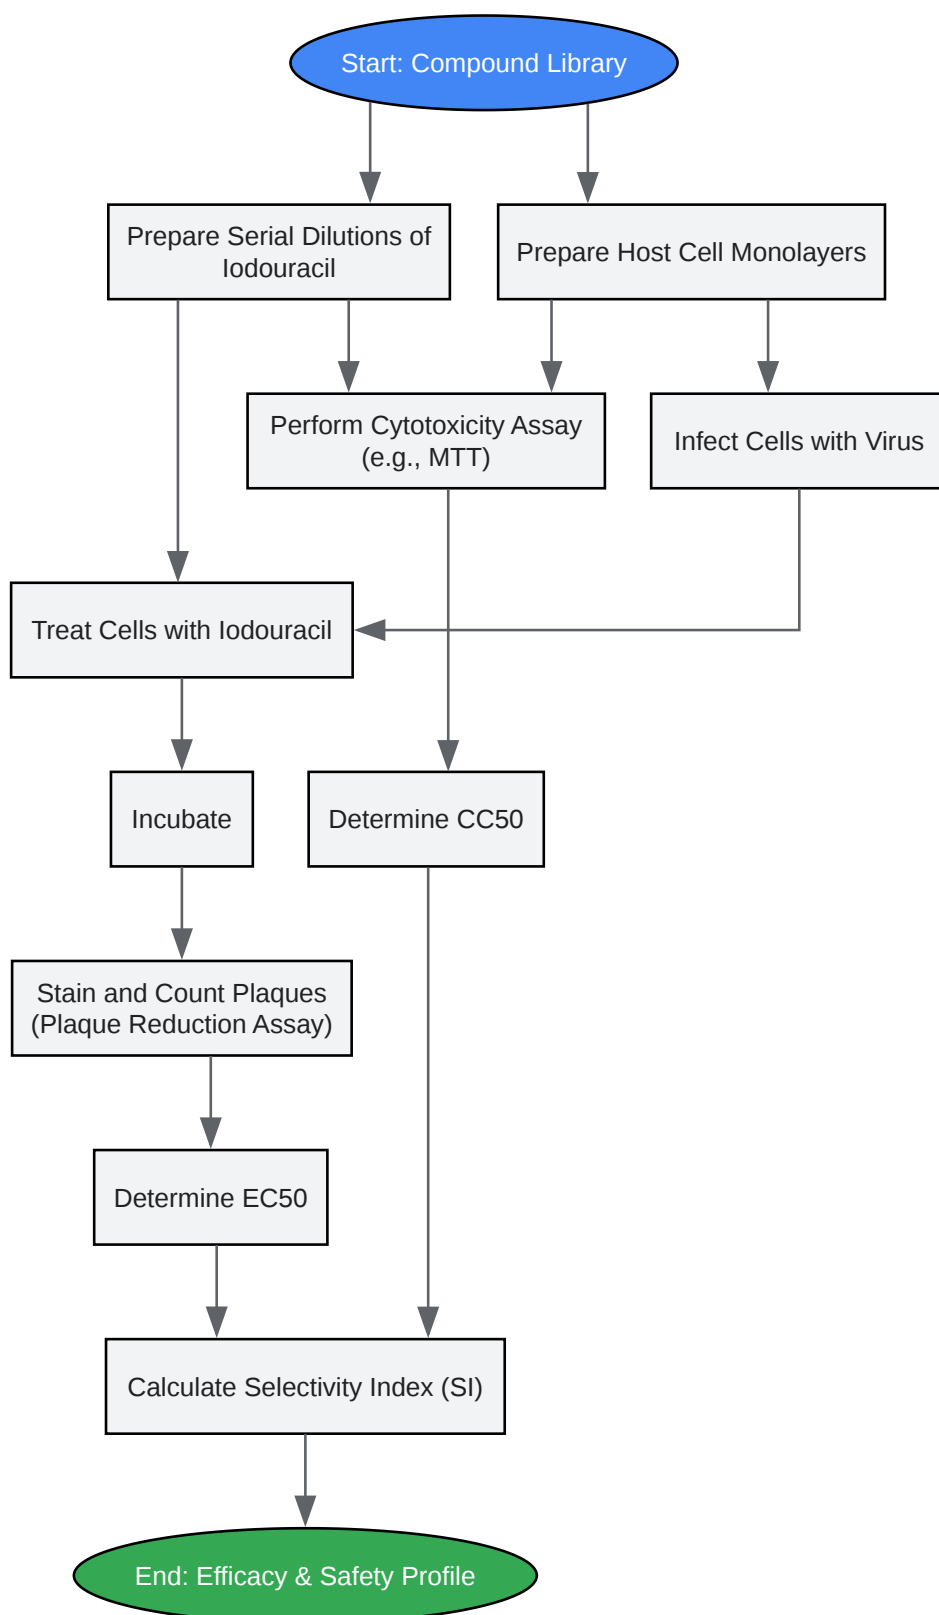 Start: Compound Library
Prepare Serial Dilutions of
Iodouracil
Prepare Host Cell Monolayers
Perform Cytotoxicity Assay
(e.g., MTT)
Infect Cells with Virus
Treat Cells with Iodouracil
Incubate
Determine CC50
Stain and Count Plaques
(Plaque Reduction Assay)
Determine EC50
Calculate Selectivity Index (SI)
End: Efficacy & Safety Profile